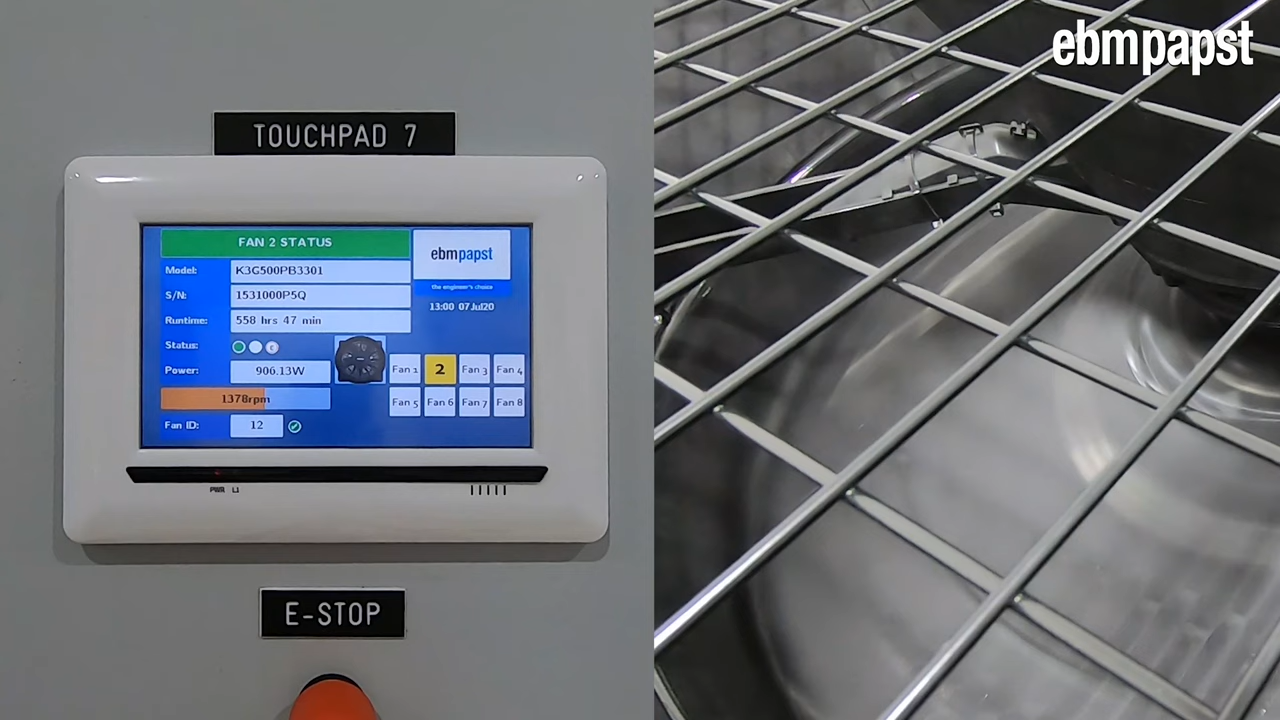 TOUCHPAD 7
FAN 2 STATUS
ebmpapst
the engineer's choice
13:00 07Jul20
Model: K3G500PB3301
S/N: 1531000P5Q
Runtime: 558 hrs 47 min
Status:
Power: 906.13W
1378rpm
Fan ID: 12
Fan 1 2 Fan 3 Fan 4
Fan 5 Fan 6 Fan 7 Fan 8
PWR
E-STOP
ebmpapst